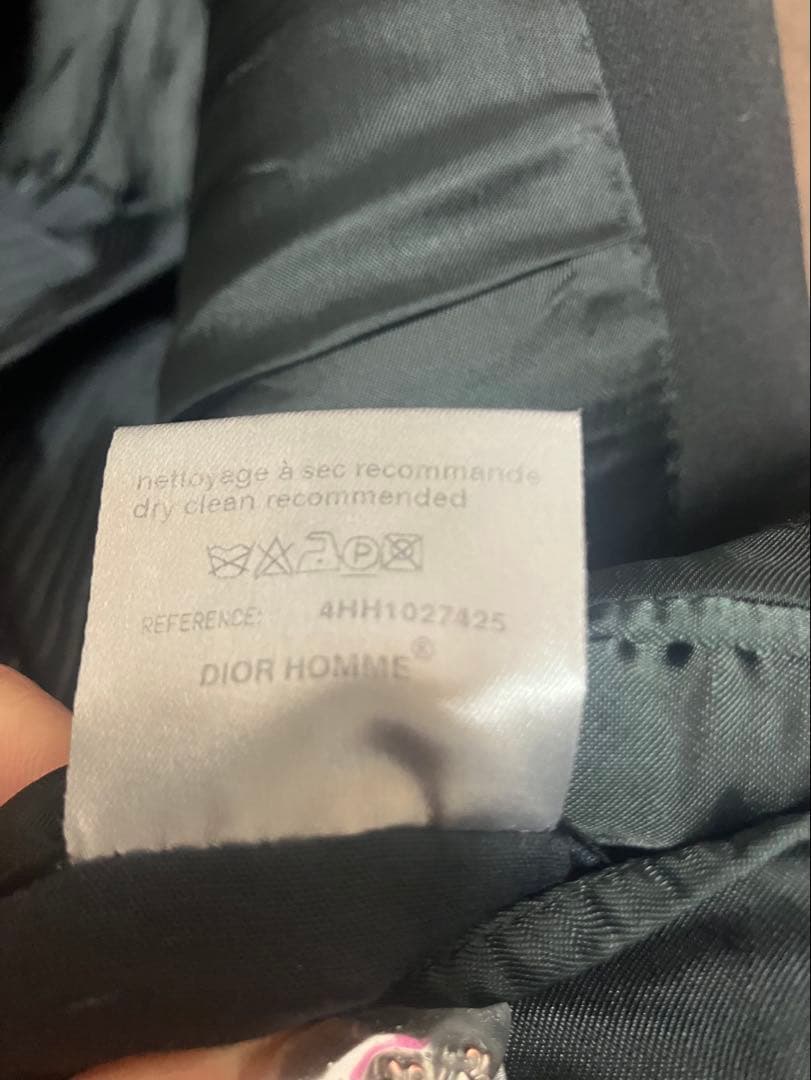 nettoyage à sec recommande
dry clean recommended
P
REFERENCE: 4HH1027425
DIOR HOMME®